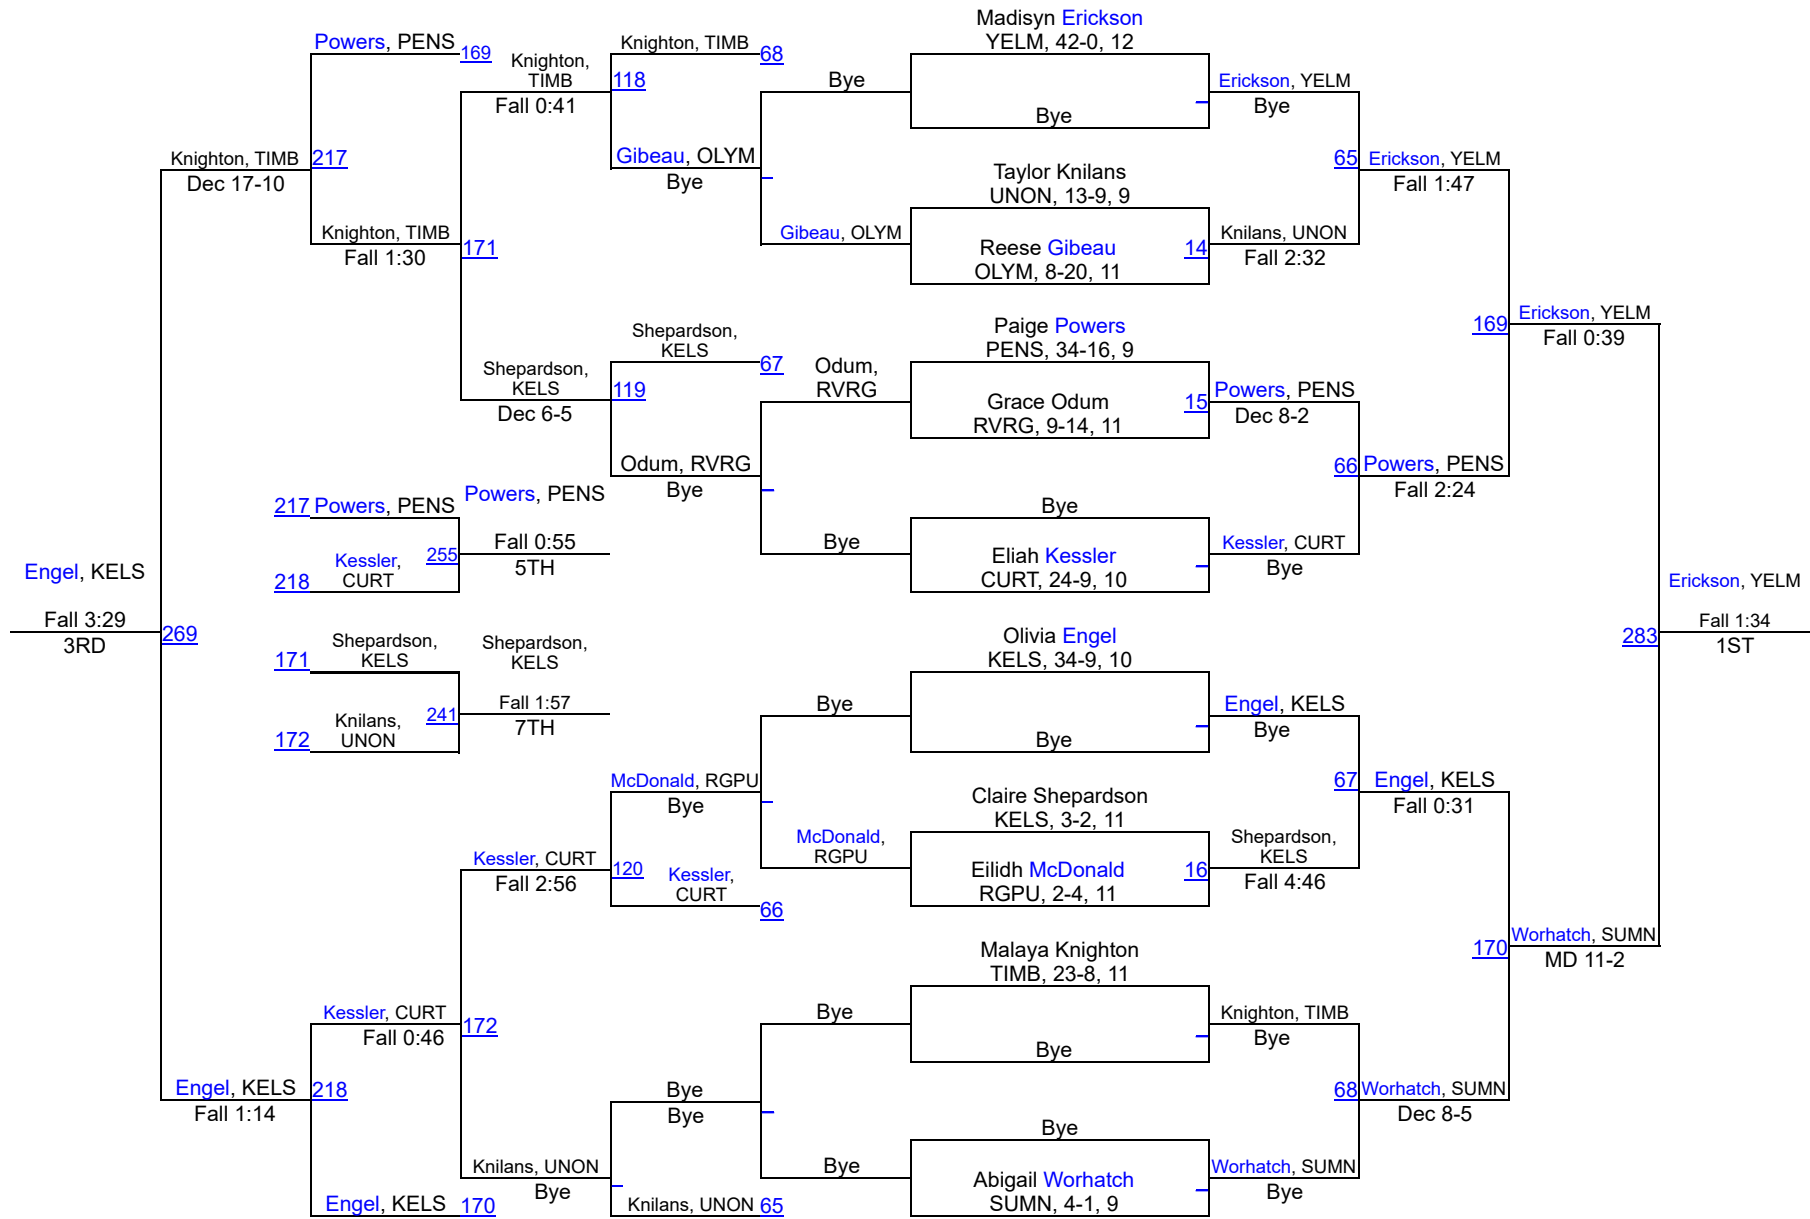 Madisyn Erickson
YELM, 42-0, 12
Powers, PENS
169
Knighton, TIMB
68
Knighton,
TIMB
118
Fall 0:41
Bye
Erickson, YELM
Bye
Bye
Gibeau, OLYM
Bye
Knighton, TIMB
217
Dec 17-10
65
Erickson, YELM
Fall 1:47
Taylor Knilans
UNON, 13-9, 9
Knighton, TIMB
Fall 1:30
171
Gibeau, OLYM
Reese Gibeau
OLYM, 8-20, 11
14
Knilans, UNON
Fall 2:32
169
Erickson, YELM
Fall 0:39
Shepardson,
KELS
67
Paige Powers
PENS, 34-16, 9
Shepardson,
KELS
119
Dec 6-5
Odum,
RVRG
Grace Odum
RVRG, 9-14, 11
15
Powers, PENS
Dec 8-2
Odum, RVRG
Bye
66
Powers, PENS
Fall 2:24
217
Powers, PENS
Powers, PENS
Bye
Kessler,
CURT
255
Fall 0:55
5TH
218
Bye
Eliah Kessler
CURT, 24-9, 10
Kessler, CURT
Bye
Engel, KELS
Fall 3:29
3RD
269
Erickson, YELM
283
Fall 1:34
1ST
Olivia Engel
KELS, 34-9, 10
171
Shepardson,
KELS
Shepardson,
KELS
Knilans,
UNON
241
Fall 1:57
7TH
172
Bye
Bye
Engel, KELS
Bye
McDonald, RGPU
Bye
67
Engel, KELS
Fall 0:31
Claire Shepardson
KELS, 3-2, 11
McDonald,
RGPU
Eilidh McDonald
RGPU, 2-4, 11
16
Shepardson,
KELS
Fall 4:46
Kessler, CURT
Fall 2:56
120
Kessler,
CURT
66
170
Worhatch, SUMN
MD 11-2
Malaya Knighton
TIMB, 23-8, 11
Kessler, CURT
Fall 0:46
172
Bye
Bye
Knighton, TIMB
Bye
Engel, KELS
218
Fall 1:14
Bye
Bye
68
Worhatch, SUMN
Dec 8-5
Bye
Knilans, UNON
Bye
Bye
Abigail Worhatch
SUMN, 4-1, 9
Worhatch, SUMN
Bye
Engel, KELS
170
Knilans, UNON
65